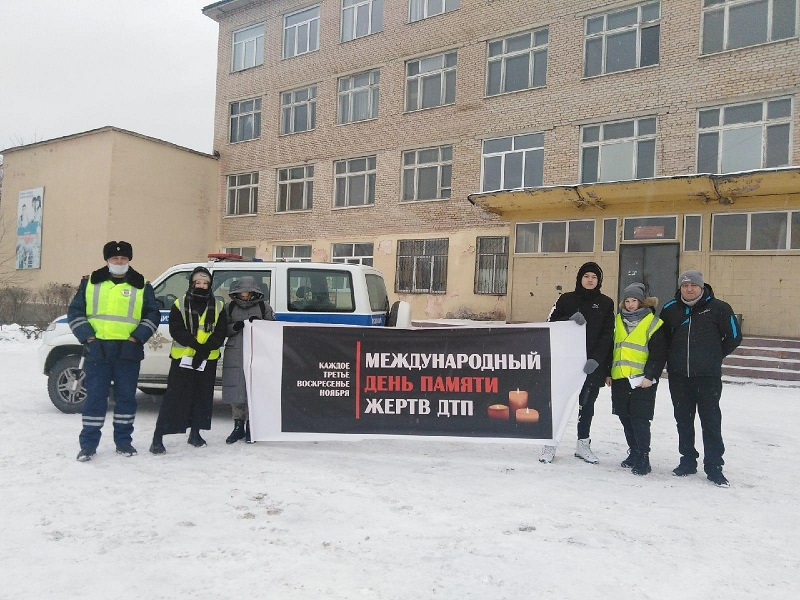 КАЖДОЕ
ТРЕТЬЕ
ВОСКРЕСЕНЬЕ
НОЯБРЯ
МЕЖДУНАРОДНЫЙ
ДЕНЬ ПАМЯТИ
ЖЕРТВ ДТП